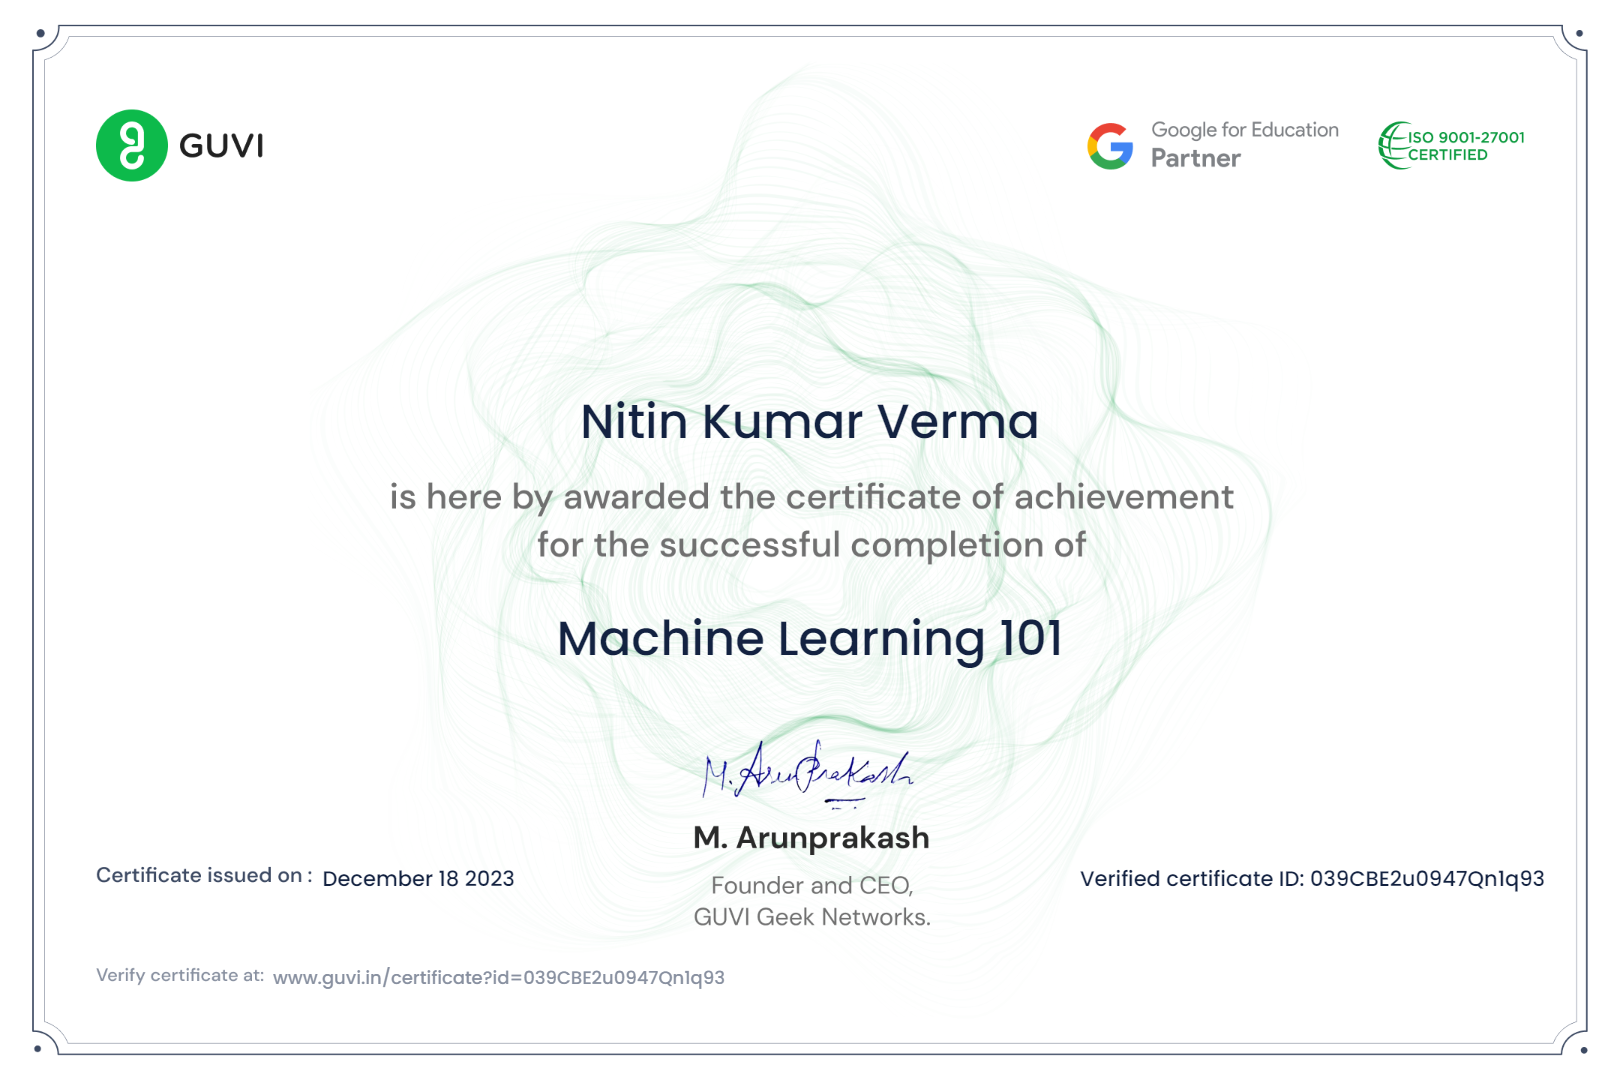 GUVI
Google for Education
Partner
ISO 9001-27001
CERTIFIED
Nitin Kumar Verma
is here by awarded the certificate of achievement
for the successful completion of
Machine Learning 101
M. ArunPrakash
M. Arunprakash
Founder and CEO,
GUVI Geek Networks.
Certificate issued on : December 18 2023
Verified certificate ID: 039CBE2u0947Qn1q93
Verify certificate at: www.guvi.in/certificate?id=039CBE2u0947Qn1q93